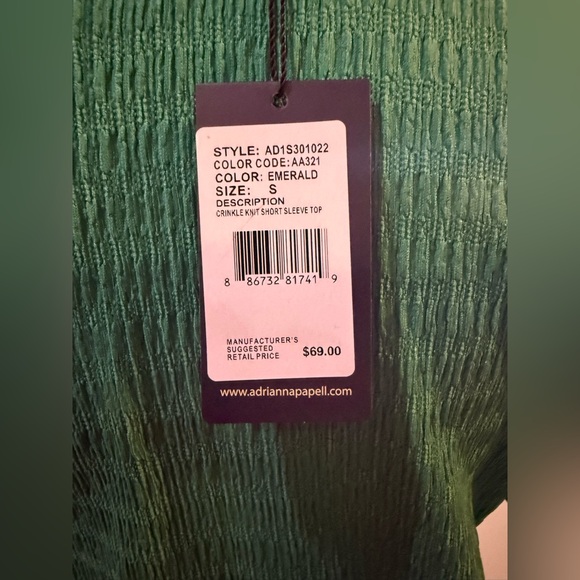 STYLE: AD1S301022
COLOR CODE: AA321
COLOR: EMERALD
SIZE: S
DESCRIPTION
CRINKLE KNIT SHORT SLEEVE TOP
8 86732 81741 9
MANUFACTURER'S
SUGGESTED
RETAIL PRICE $69.00
www.adriannapapell.com